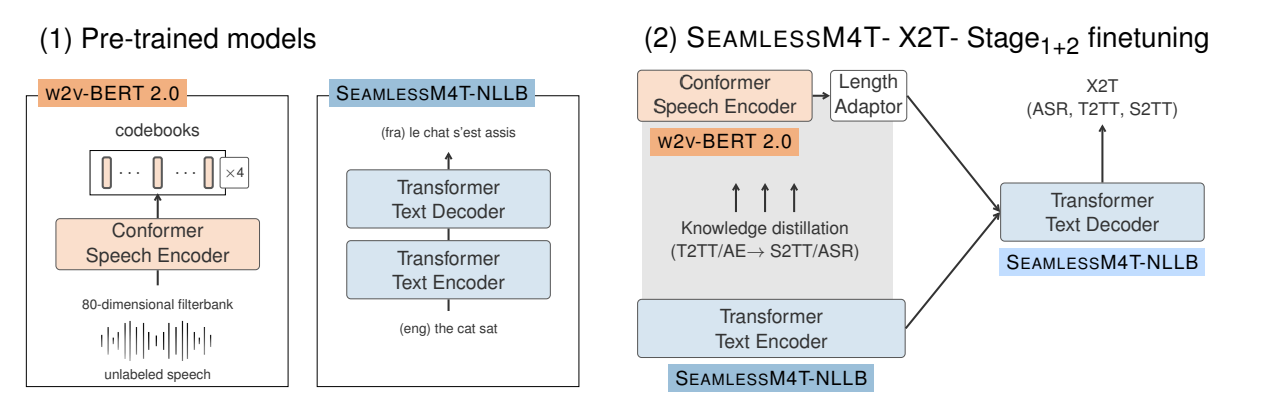 (1) Pre-trained models
W2V-BERT 2.0
codebooks
... ...
×4
Conformer
Speech Encoder
80-dimensional filterbank
unlabeled speech
SEAMLESSM4T-NLLB
(fra) le chat s'est assis
Transformer
Text Decoder
Transformer
Text Encoder
(eng) the cat sat
(2) SEAMLESSM4T- X2T- Stage1+2 finetuning
Conformer
Speech Encoder
Length
Adaptor
W2V-BERT 2.0
Knowledge distillation
(T2TT/AE→ S2TT/ASR)
Transformer
Text Encoder
SEAMLESSM4T-NLLB
X2T
(ASR, T2TT, S2TT)
Transformer
Text Decoder
SEAMLESSM4T-NLLB